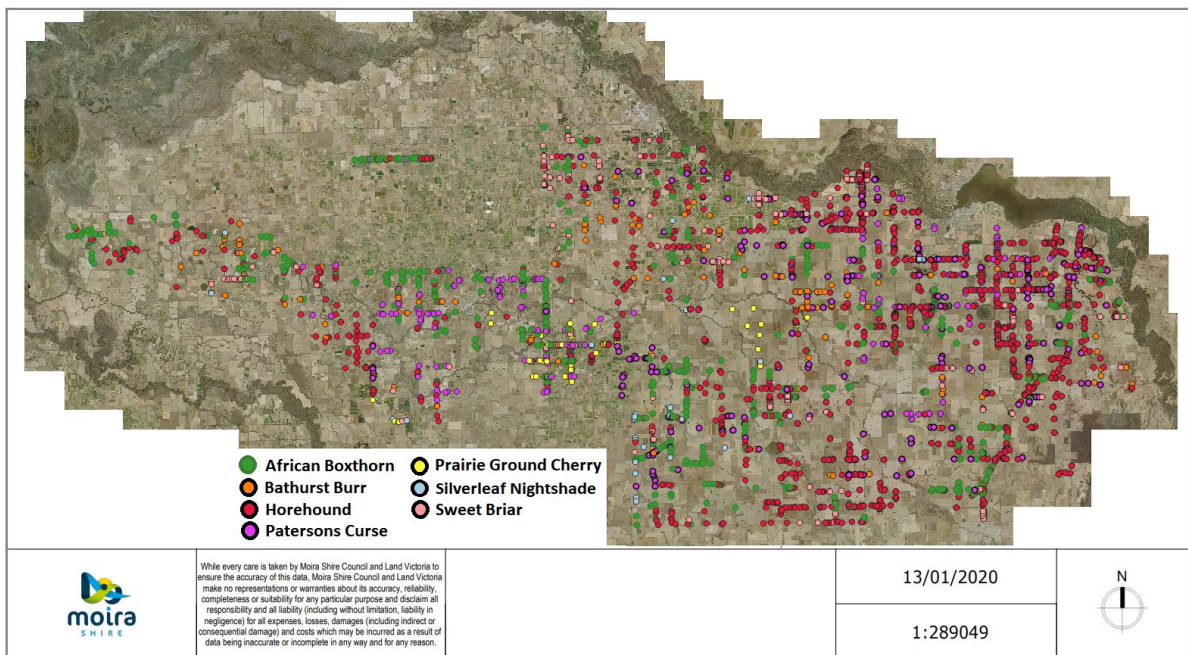 African Boxthorn
Bathurst Burr
Horehound
Patersons Curse
Prairie Ground Cherry
Silverleaf Nightshade
Sweet Briar
moira
SHIRE
While every care is taken by Moira Shire Council and Land Victoria to
ensure the accuracy of this data, Moira Shire Council and Land Victoria
make no representations or warranties about its accuracy, reliability,
completeness or suitability for any particular purpose and disclaim all
responsibility and all liability (including without limitation, liability in
negligence) for all expenses, losses, damages (including indirect or
consequential damage) and costs which may be incurred as a result of
data being inaccurate or incomplete in any way and for any reason.
13/01/2020
1:289049
N